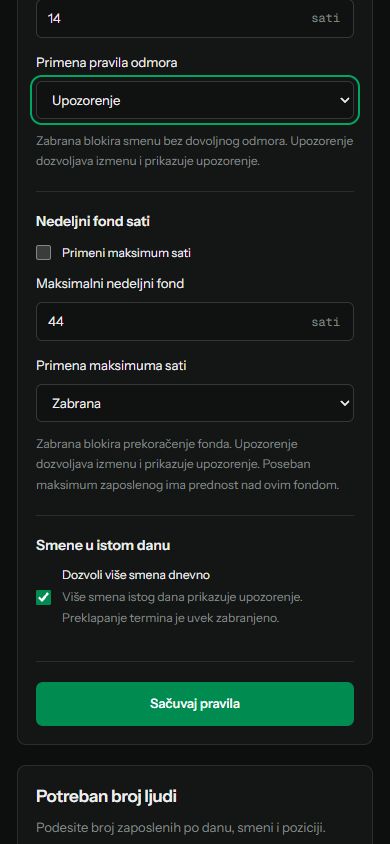 14 sati
Primena pravila odmora
Upozorenje
Zabrana blokira smenu bez dovoljnog odmora. Upozorenje
dozvoljava izmenu i prikazuje upozorenje.
Nedeljni fond sati
Primeni maksimum sati
Maksimalni nedeljni fond
44 sati
Primena maksimuma sati
Zabrana
Zabrana blokira prekoračenje fonda. Upozorenje
dozvoljava izmenu i prikazuje upozorenje. Poseban
maksimum zaposlenog ima prednost nad ovim fondom.
Smene u istom danu
Dozvoli više smena dnevno
Više smena istog dana prikazuje upozorenje.
Preklapanje termina je uvek zabranjeno.
Sačuvaj pravila
Potreban broj ljudi
Podesite broj zaposlenih po danu, smeni i poziciji.